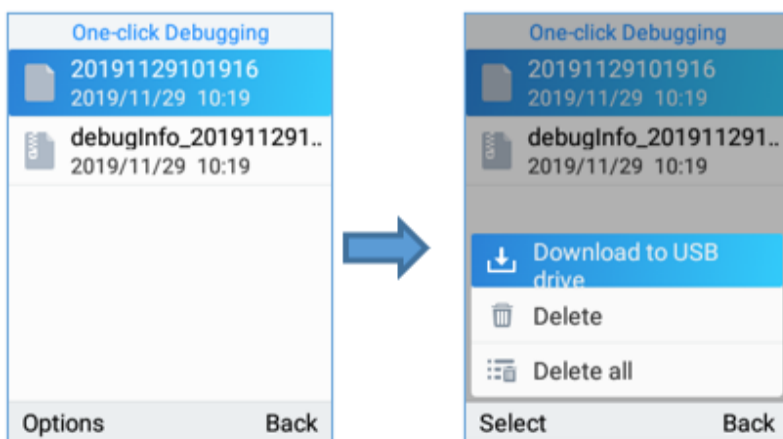 One-click Debugging
20191129101916
2019/11/29 10:19
debugInfo_201911291..
2019/11/29 10:19
Options Back
One-click Debugging
20191129101916
2019/11/29 10:19
debugInfo_201911291..
2019/11/29 10:19
Download to USB
drive
Delete
Delete all
Select Back